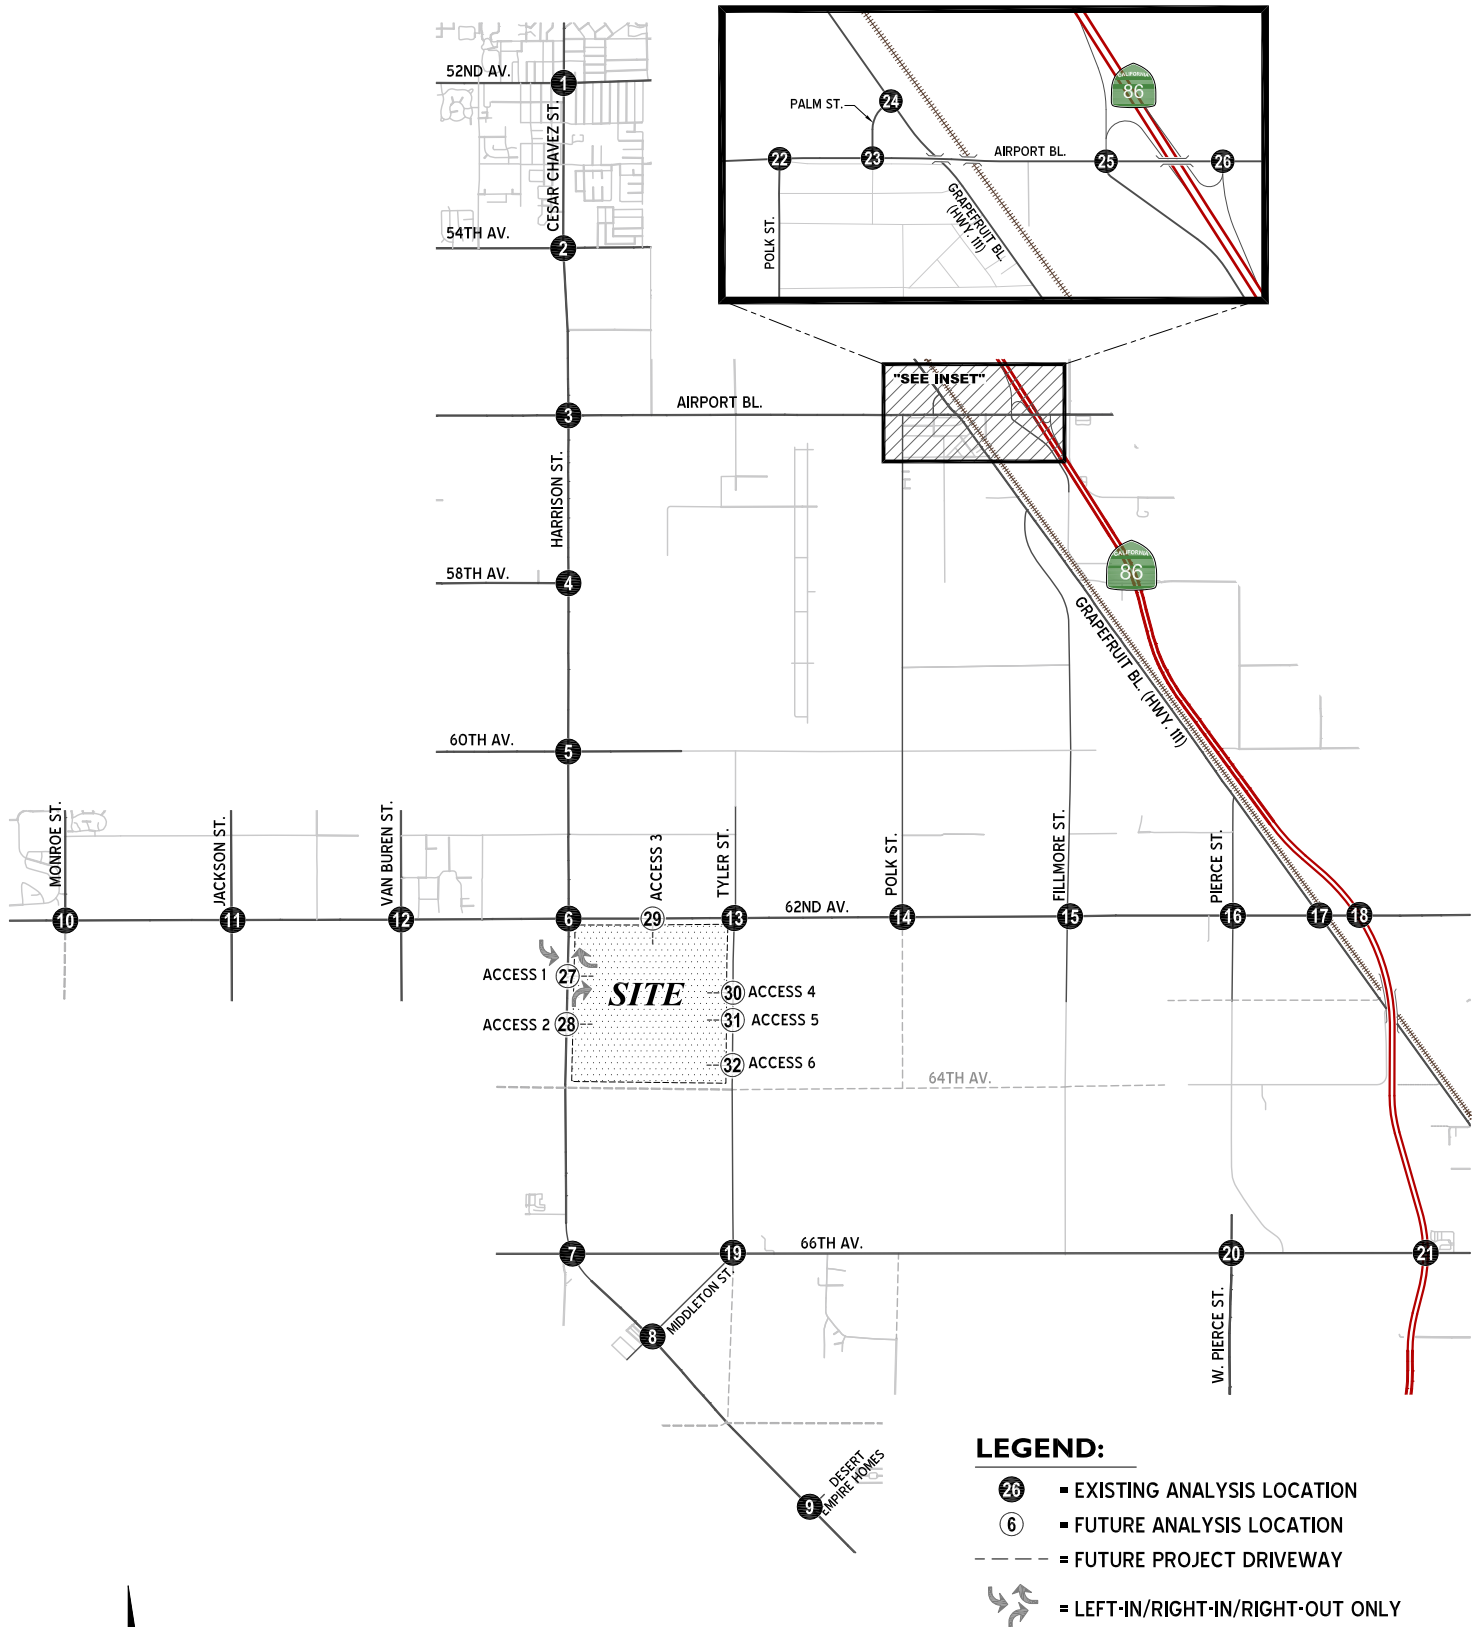 52ND AV.
1
CESAR CHAVEZ ST.
54TH AV.
2
CALIFORNIA
86
PALM ST.
24
22
23
AIRPORT BL.
25
26
POLK ST.
GRAPEFRUIT BL.
(HWY. 111)
"SEE INSET"
3
AIRPORT BL.
HARRISON ST.
58TH AV.
4
CALIFORNIA
86
GRAPEFRUIT BL. (HWY. 111)
60TH AV.
5
MONROE ST.
JACKSON ST.
VAN BUREN ST.
ACCESS 3
TYLER ST.
POLK ST.
FILLMORE ST.
PIERCE ST.
10
11
12
6
29
13
62ND AV.
14
15
16
17
18
ACCESS 1
27
SITE
30
ACCESS 4
ACCESS 2
28
31
ACCESS 5
32
ACCESS 6
64TH AV.
7
19
66TH AV.
20
21
MIDDLETON ST.
8
W. PIERCE ST.
9
DESERT
EMPIRE HOMES
LEGEND:
26 = EXISTING ANALYSIS LOCATION
6 = FUTURE ANALYSIS LOCATION
= FUTURE PROJECT DRIVEWAY
= LEFT-IN/RIGHT-IN/RIGHT-OUT ONLY